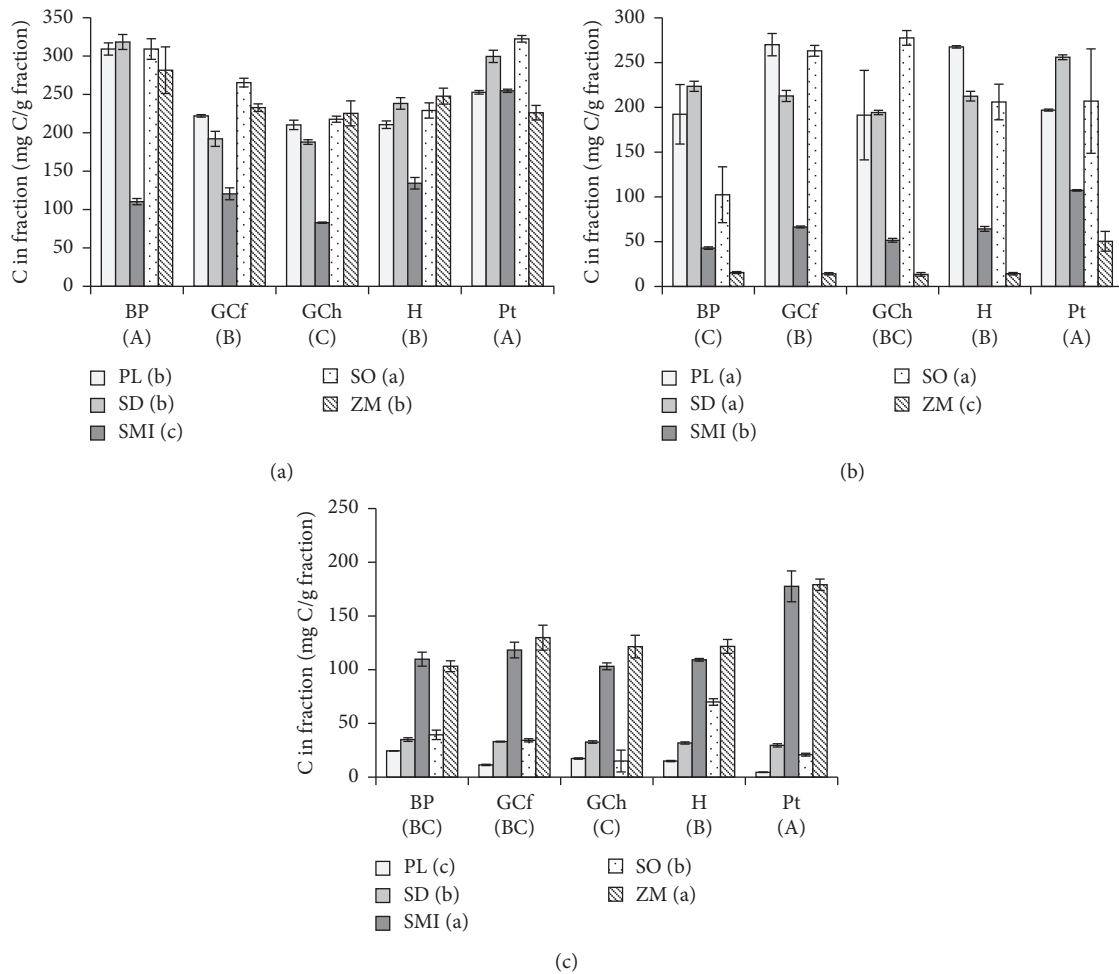 C in fraction (mg C/g fraction)
350
300
250
200
150
100
50
0
BP GCf GCh H Pt
(A) (B) (C) (B) (A)
PL (b) SO (a)
SD (b) ZM (b)
SMI (c)
(a)
C in fraction (mg C/g fraction)
300
250
200
150
100
50
0
BP GCf GCh H Pt
(C) (B) (BC) (B) (A)
PL (a) SO (a)
SD (a) ZM (c)
SMI (b)
(b)
C in fraction (mg C/g fraction)
250
200
150
100
50
0
BP GCf GCh H Pt
(BC) (BC) (C) (B) (A)
PL (c) SO (b)
SD (b) ZM (a)
SMI (a)
(c)